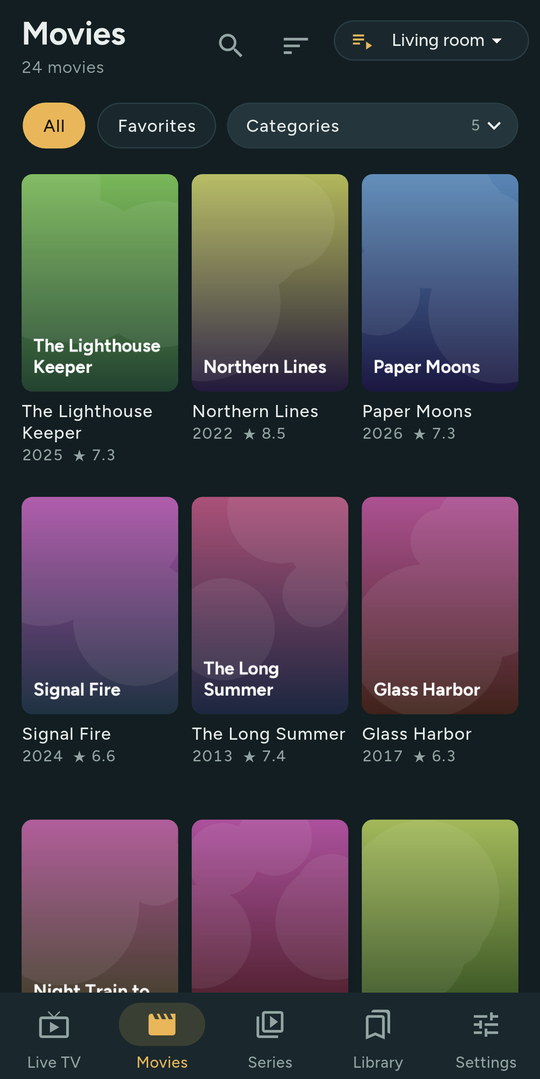 Movies
24 movies
Living room
All
Favorites
Categories
5
The Lighthouse
Keeper
Northern Lines
Paper Moons
The Lighthouse
Keeper
2025 ★ 7.3
Northern Lines
2022 ★ 8.5
Paper Moons
2026 ★ 7.3
Signal Fire
The Long
Summer
Glass Harbor
Signal Fire
2024 ★ 6.6
The Long Summer
2013 ★ 7.4
Glass Harbor
2017 ★ 6.3
Night Train to
Live TV
Movies
Series
Library
Settings